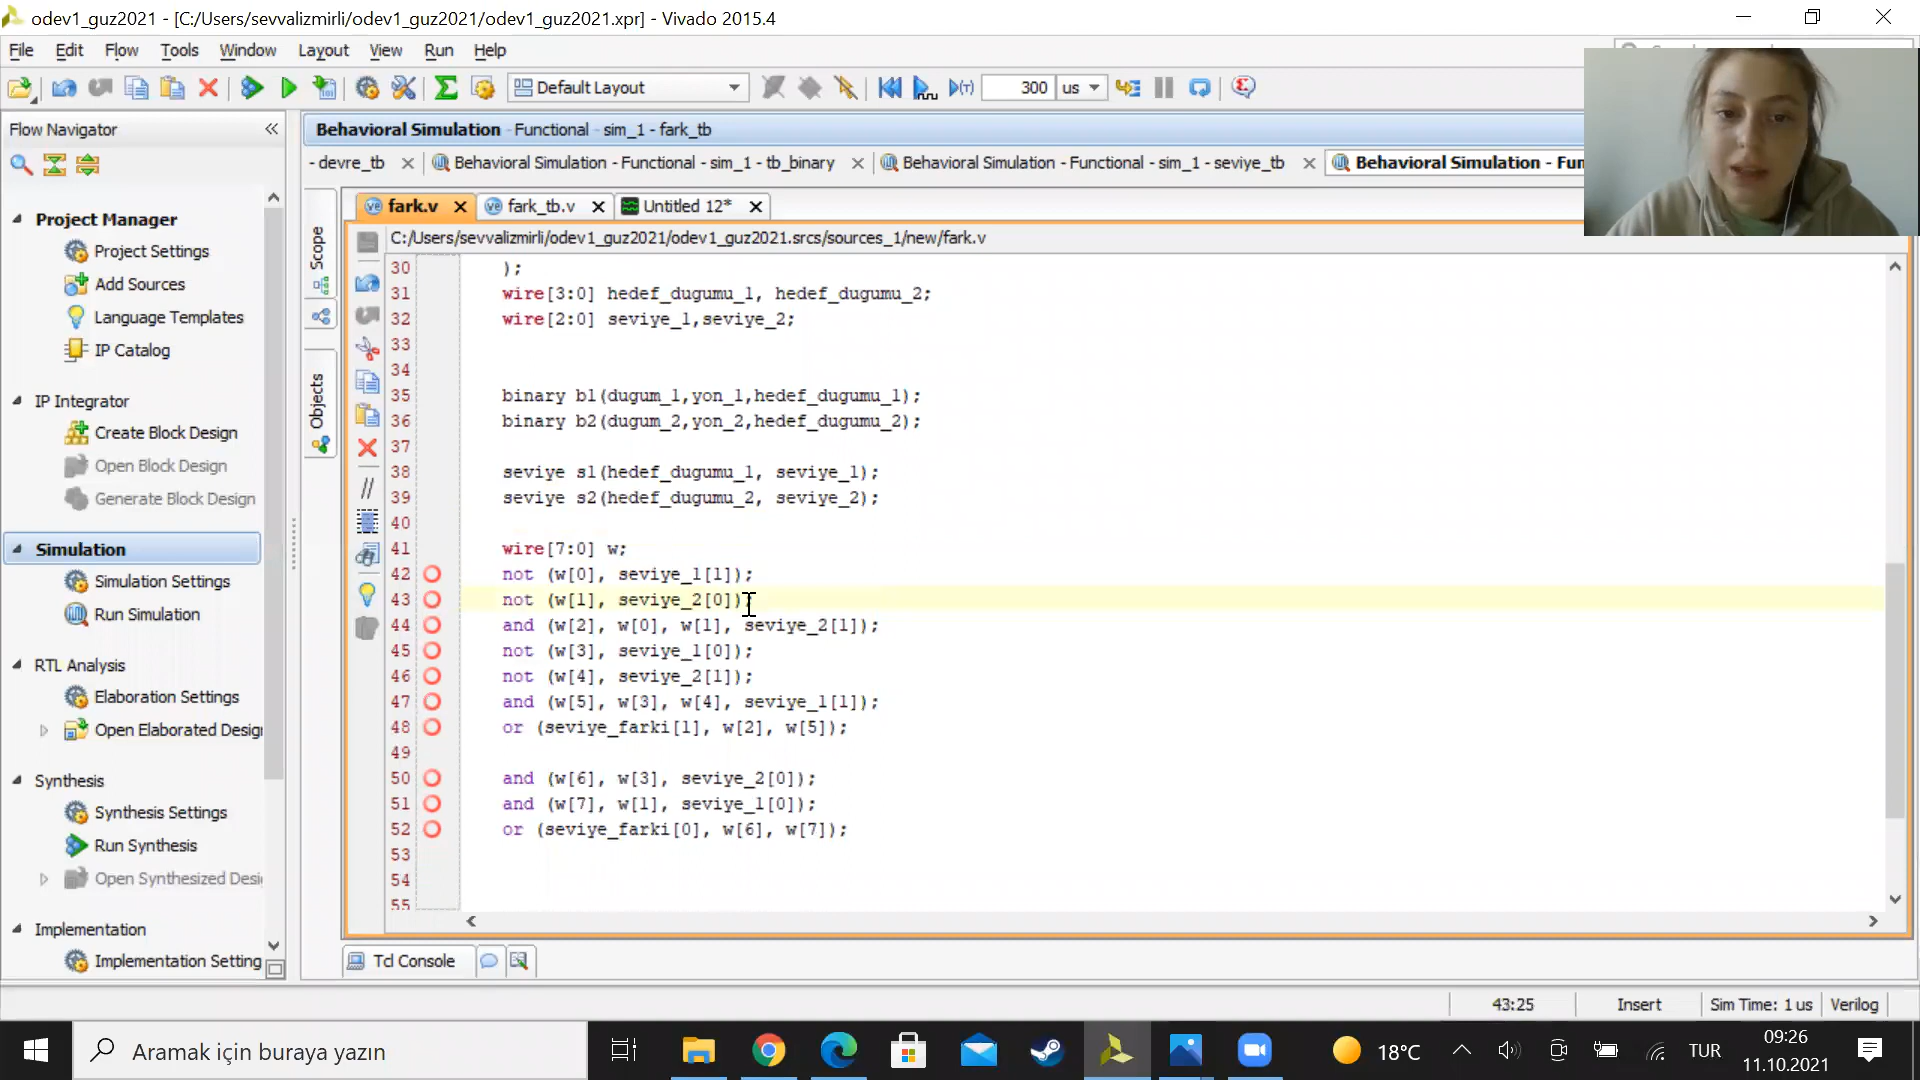 odev1_guz2021 - [C:/Users/sevvalizmirli/odev1_guz2021/odev1_guz2021.xpr] - Vivado 2015.4
File Edit Flow Tools Window Layout View Run Help
Default Layout 300 us
Flow Navigator
Behavioral Simulation - Functional - sim_1 - fark_tb
- devre_tb Behavioral Simulation - Functional - sim_1 - tb_binary Behavioral Simulation - Functional - sim_1 - seviye_tb Behavioral Simulation - Fun
fark.v fark_tb.v Untitled 12*
C:/Users/sevvalizmirli/odev1_guz2021/odev1_guz2021.srcs/sources_1/new/fark.v
Project Manager
Project Settings
Add Sources
Language Templates
IP Catalog
IP Integrator
Create Block Design
Open Block Design
Generate Block Design
Simulation
Simulation Settings
Run Simulation
RTL Analysis
Elaboration Settings
Open Elaborated Desig
Synthesis
Synthesis Settings
Run Synthesis
Open Synthesized Desi
Implementation
Implementation Setting
Scope
Objects
30 );
31 wire[3:0] hedef_dugumu_1, hedef_dugumu_2;
32 wire[2:0] seviye_1,seviye_2;
33
34
35 binary b1(dugum_1,yon_1,hedef_dugumu_1);
36 binary b2(dugum_2,yon_2,hedef_dugumu_2);
37
38 seviye s1(hedef_dugumu_1, seviye_1);
39 seviye s2(hedef_dugumu_2, seviye_2);
40
41 wire[7:0] w;
42 not (w[0], seviye_1[1]);
43 not (w[1], seviye_2[0]);
44 and (w[2], w[0], w[1], seviye_2[1]);
45 not (w[3], seviye_1[0]);
46 not (w[4], seviye_2[1]);
47 and (w[5], w[3], w[4], seviye_1[1]);
48 or (seviye_farki[1], w[2], w[5]);
49
50 and (w[6], w[3], seviye_2[0]);
51 and (w[7], w[1], seviye_1[0]);
52 or (seviye_farki[0], w[6], w[7]);
53
54
55
Tcl Console
43:25 Insert Sim Time: 1 us Verilog
Aramak için buraya yazın
18°C TUR 09:26
11.10.2021